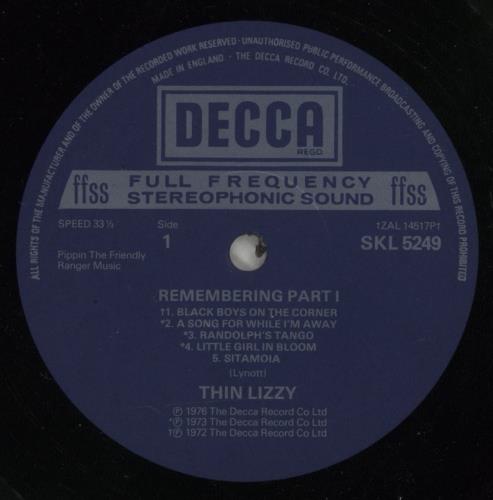 ALL RIGHTS OF THE MANUFACTURER AND OF THE OWNER OF THE RECORDED WORK RESERVED · UNAUTHORISED PUBLIC PERFORMANCE BROADCASTING AND COPYING OF THIS RECORD PROHIBITED
MADE IN ENGLAND · THE DECCA RECORD CO. LTD.
DECCA
REGD.
ffss FULL FREQUENCY ffss
STEREOPHONIC SOUND
SPEED 33⅓ Side †ZAL 14517P†
1 SKL 5249
Pippin The Friendly
Ranger Music
REMEMBERING PART I
†1. BLACK BOYS ON THE CORNER
*2. A SONG FOR WHILE I'M AWAY
*3. RANDOLPH'S TANGO
*4. LITTLE GIRL IN BLOOM
5. SITAMOIA
(Lynott)
THIN LIZZY
℗ 1976 The Decca Record Co Ltd
*℗ 1973 The Decca Record Co Ltd
†℗ 1972 The Decca Record Co Ltd